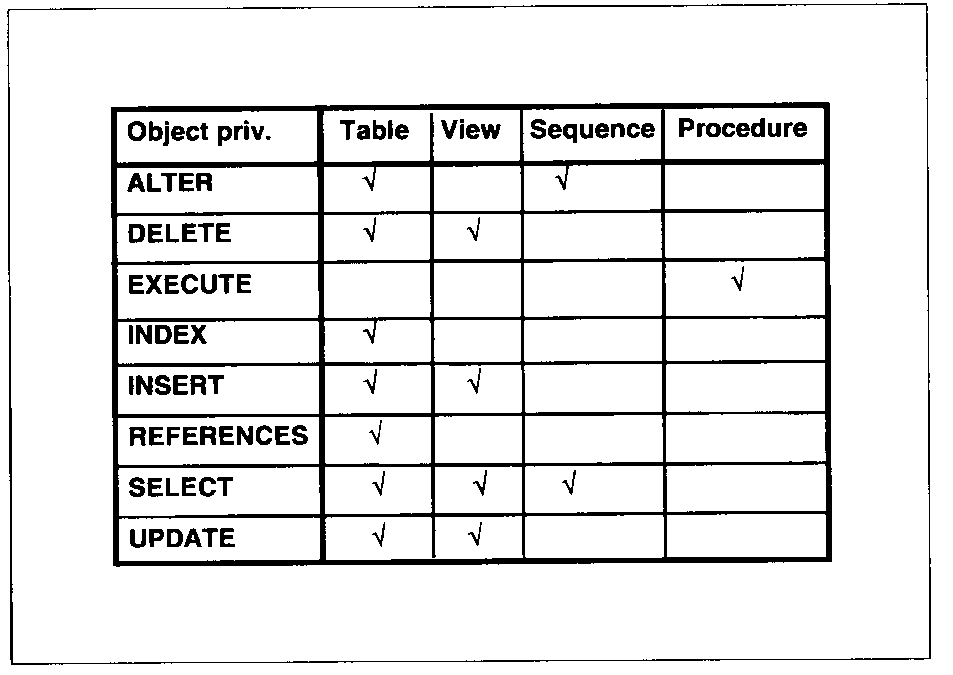 Object priv. Table View Sequence Procedure
ALTER √ √
DELETE √ √
EXECUTE √
INDEX √
INSERT √ √
REFERENCES √
SELECT √ √ √
UPDATE √ √